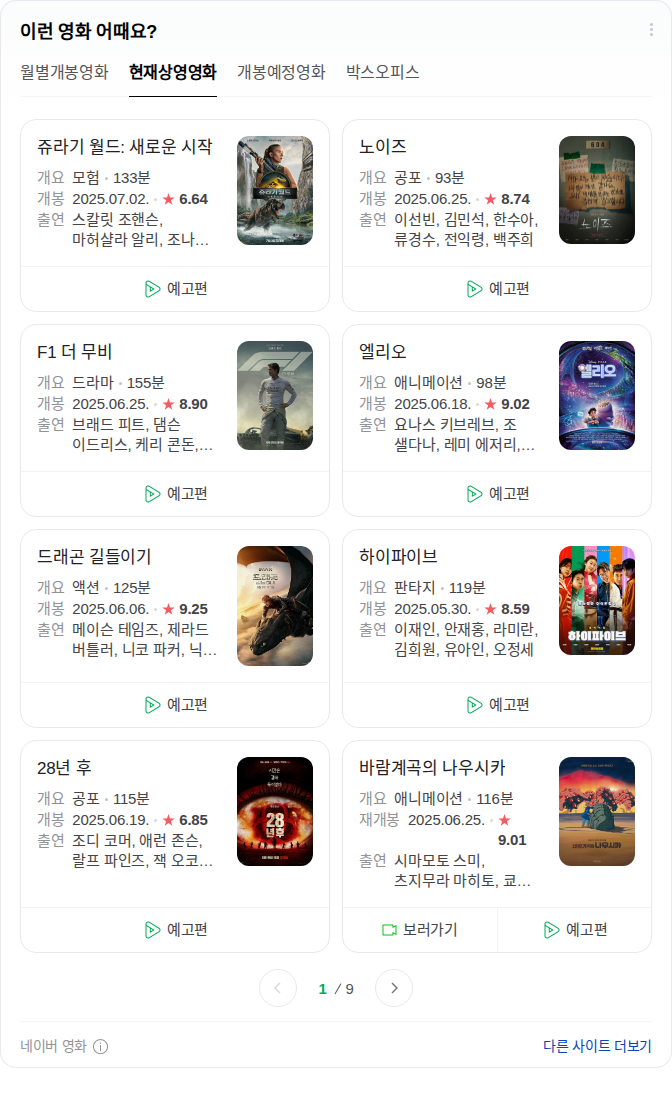 이런 영화 어때요?
월별개봉영화 현재상영영화 개봉예정영화 박스오피스
쥬라기 월드: 새로운 시작
개요 모험 · 133분
개봉 2025.07.02. · ★ 6.64
출연 스칼릿 조핸슨,
마허샬라 알리, 조나...
예고편
노이즈
개요 공포 · 93분
개봉 2025.06.25. · ★ 8.74
출연 이선빈, 김민석, 한수아,
류경수, 전익령, 백주희
804
노이즈
예고편
F1 더 무비
개요 드라마 · 155분
개봉 2025.06.25. · ★ 8.90
출연 브래드 피트, 댐슨
이드리스, 케리 콘돈,...
예고편
엘리오
개요 애니메이션 · 98분
개봉 2025.06.18. · ★ 9.02
출연 요나스 키브레브, 조
샐다나, 레미 에저리,...
엘리오
예고편
드래곤 길들이기
개요 액션 · 125분
개봉 2025.06.06. · ★ 9.25
출연 메이슨 테임즈, 제라드
버틀러, 니코 파커, 닉...
예고편
하이파이브
개요 판타지 · 119분
개봉 2025.05.30. · ★ 8.59
출연 이재인, 안재홍, 라미란,
김희원, 유아인, 오정세
하이파이브
예고편
28년 후
개요 공포 · 115분
개봉 2025.06.19. · ★ 6.85
출연 조디 코머, 애런 존슨,
랄프 파인즈, 잭 오코...
28
년 후
예고편
바람계곡의 나우시카
개요 애니메이션 · 116분
재개봉 2025.06.25. · ★
9.01
출연 시마모토 스미,
츠지무라 마히토, 쿄...
보러가기
예고편
1 / 9
네이버 영화
다른 사이트 더보기